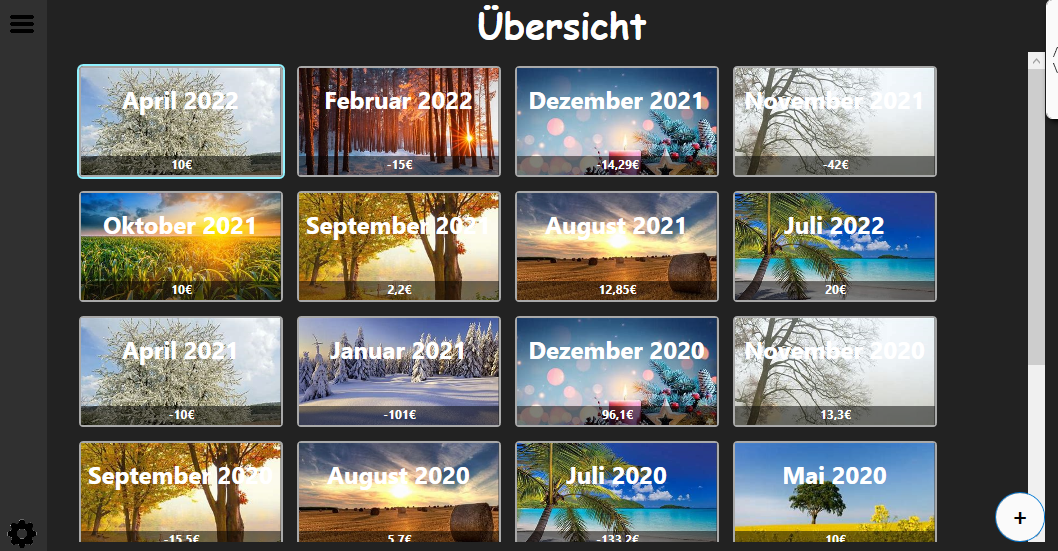 Übersicht
April 2022
10€
Februar 2022
-15€
Dezember 2021
-14,29€
November 2021
-42€
Oktober 2021
10€
September 2021
2,2€
August 2021
12,85€
Juli 2022
20€
April 2021
-10€
Januar 2021
-101€
Dezember 2020
96,1€
November 2020
13,3€
September 2020
-15,5€
August 2020
5,7€
Juli 2020
-133,2€
Mai 2020
10€
+